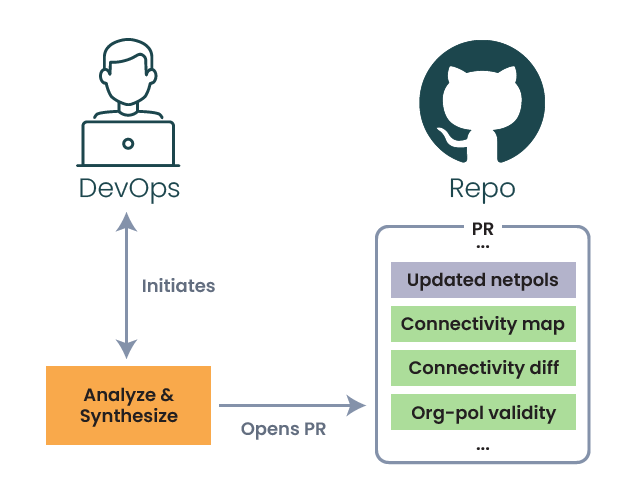 DevOps
Repo
Initiates
Analyze &
Synthesize
Opens PR
PR
...
Updated netpols
Connectivity map
Connectivity diff
Org-pol validity
...